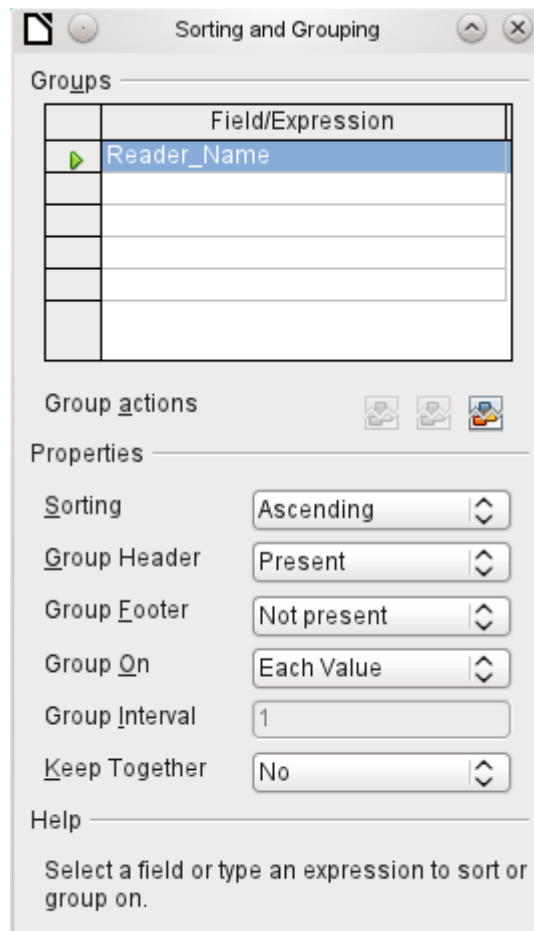 Sorting and Grouping
Groups
Field/Expression
Reader_Name
Group actions
Properties
Sorting
Ascending
Group Header
Present
Group Footer
Not present
Group On
Each Value
Group Interval
1
Keep Together
No
Help
Select a field or type an expression to sort or
group on.